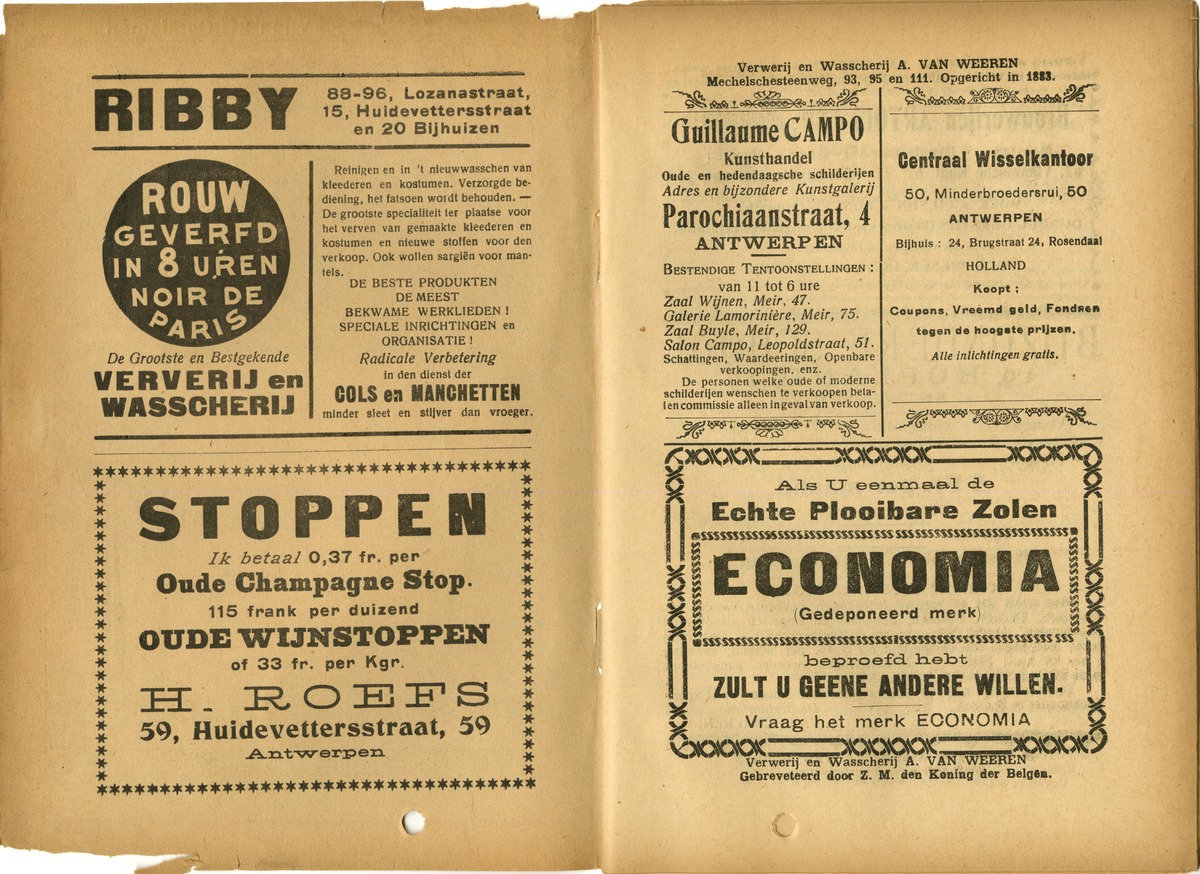 RIBBY
88-96, Lozanastraat,
15, Huidevettersstraat
en 20 Bijhuizen
ROUW
GEVERFD
IN 8 UREN
NOIR DE
PARIS
De Grootste en Bestgekende
VERVERIJ en
WASSCHERIJ
Reinigen en in 't nieuwwasschen van
kleederen en kostumen. Verzorgde be-
diening, het fatsoen wordt behouden. —
De grootste specialiteit ter plaatse voor
het verven van gemaakte kleederen en
kostumen en nieuwe stoffen voor den
verkoop. Ook wollen sargiën voor man-
tels.
DE BESTE PRODUKTEN
DE MEEST
BEKWAME WERKLIEDEN !
SPECIALE INRICHTINGEN en
ORGANISATIE !
Radicale Verbetering
in den dienst der
COLS en MANCHETTEN
minder sleet en stijver dan vroeger.
STOPPEN
Ik betaal 0,37 fr. per
Oude Champagne Stop.
115 frank per duizend
OUDE WIJNSTOPPEN
of 33 fr. per Kgr.
H. ROEFS
59, Huidevettersstraat, 59
Antwerpen
Verwerij en Wasscherij A. VAN WEEREN
Mechelschesteenweg, 93, 95 en 111. Opgericht in 1883.
Guillaume CAMPO
Kunsthandel
Oude en hedendaagsche schilderijen
Adres en bijzondere Kunstgalerij
Parochiaanstraat, 4
ANTWERPEN
BESTENDIGE TENTOONSTELLINGEN :
van 11 tot 6 ure
Zaal Wijnen, Meir, 47.
Galerie Lamorinière, Meir, 75.
Zaal Buyle, Meir, 129.
Salon Campo, Leopoldstraat, 51.
Schattingen, Waardeeringen, Openbare
verkoopingen, enz.
De personen welke oude of moderne
schilderijen wenschen te verkoopen beta-
len commissie alleen in geval van verkoop.
Centraal Wisselkantoor
50, Minderbroedersrui, 50
ANTWERPEN
Bijhuis : 24, Brugstraat 24, Rosendaal
HOLLAND
Koopt :
Coupons, Vreemd geld, Fondsen
tegen de hoogste prijzen.
Alle inlichtingen gratis.
Als U eenmaal de
Echte Plooibare Zolen
ECONOMIA
(Gedeponeerd merk)
beproefd hebt
ZULT U GEENE ANDERE WILLEN.
Vraag het merk ECONOMIA
Verwerij en Wasscherij A. VAN WEEREN
Gebreveteerd door Z. M. den Koning der Belgen.